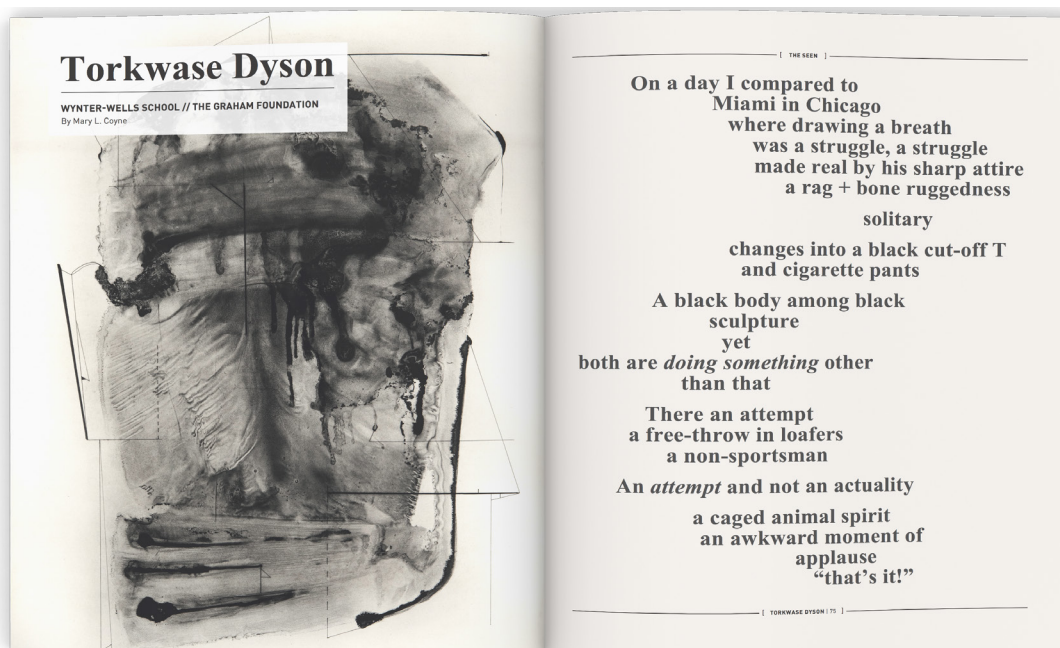 Torkwase Dyson
WYNTER-WELLS SCHOOL // THE GRAHAM FOUNDATION
By Mary L. Coyne
[ THE SEEN ]
On a day I compared to
Miami in Chicago
where drawing a breath
was a struggle, a struggle
made real by his sharp attire
a rag + bone ruggedness
solitary
changes into a black cut-off T
and cigarette pants
A black body among black
sculpture
yet
both are doing something other
than that
There an attempt
a free-throw in loafers
a non-sportsman
An attempt and not an actuality
a caged animal spirit
an awkward moment of
applause
“that’s it!”
[ TORKWASE DYSON | 75 ]